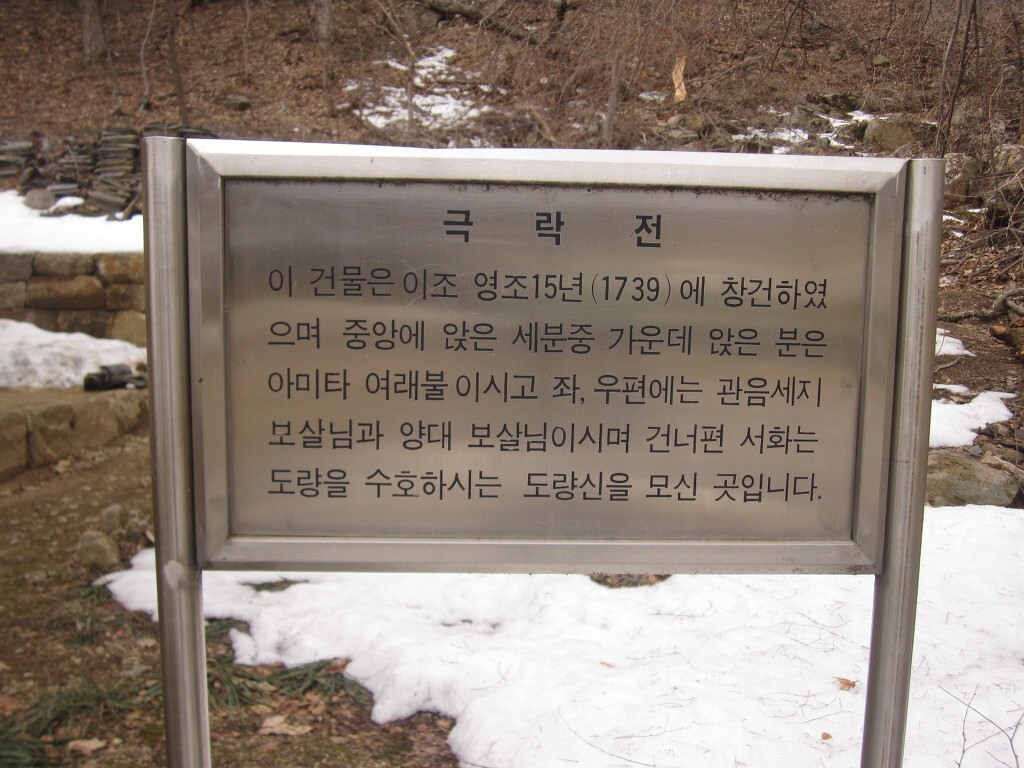 극 락 전
이 건물은 이조 영조15년(1739)에 창건하였
으며 중앙에 앉은 세분중 가운데 앉은 분은
아미타 여래불 이시고 좌, 우편에는 관음세지
보살님과 양대 보살님이시며 건너편 서화는
도량을 수호하시는 도량신을 모신 곳입니다.